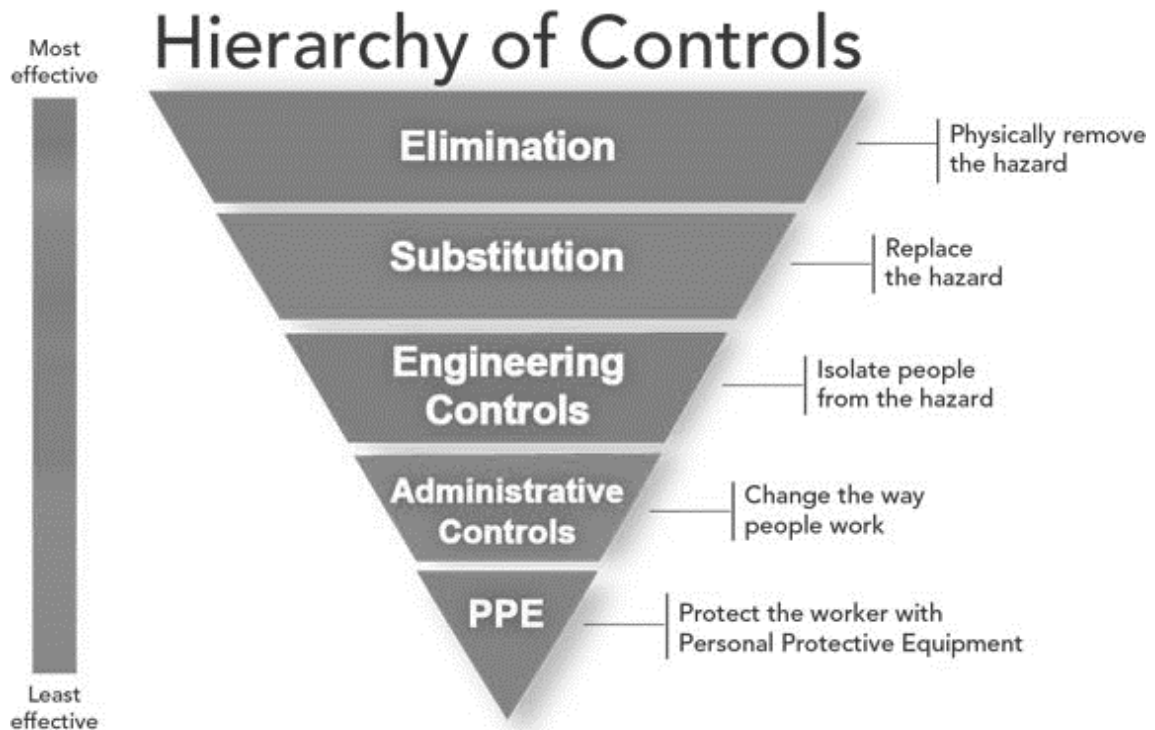 Hierarchy of Controls
Most
effective
Elimination
Physically remove
the hazard
Substitution
Replace
the hazard
Engineering
Controls
Isolate people
from the hazard
Administrative
Controls
Change the way
people work
PPE
Protect the worker with
Personal Protective Equipment
Least
effective